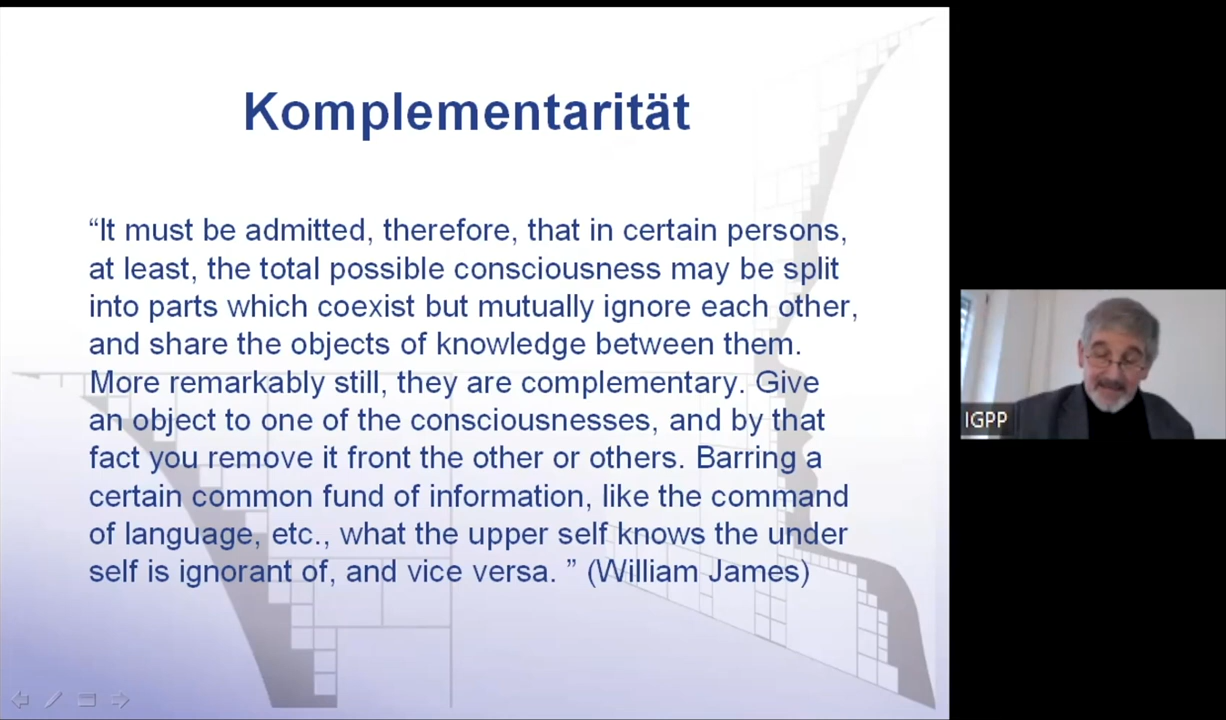 Komplementarität
“It must be admitted, therefore, that in certain persons,
at least, the total possible consciousness may be split
into parts which coexist but mutually ignore each other,
and share the objects of knowledge between them.
More remarkably still, they are complementary. Give
an object to one of the consciousnesses, and by that
fact you remove it front the other or others. Barring a
certain common fund of information, like the command
of language, etc., what the upper self knows the under
self is ignorant of, and vice versa. ” (William James)
IGPP